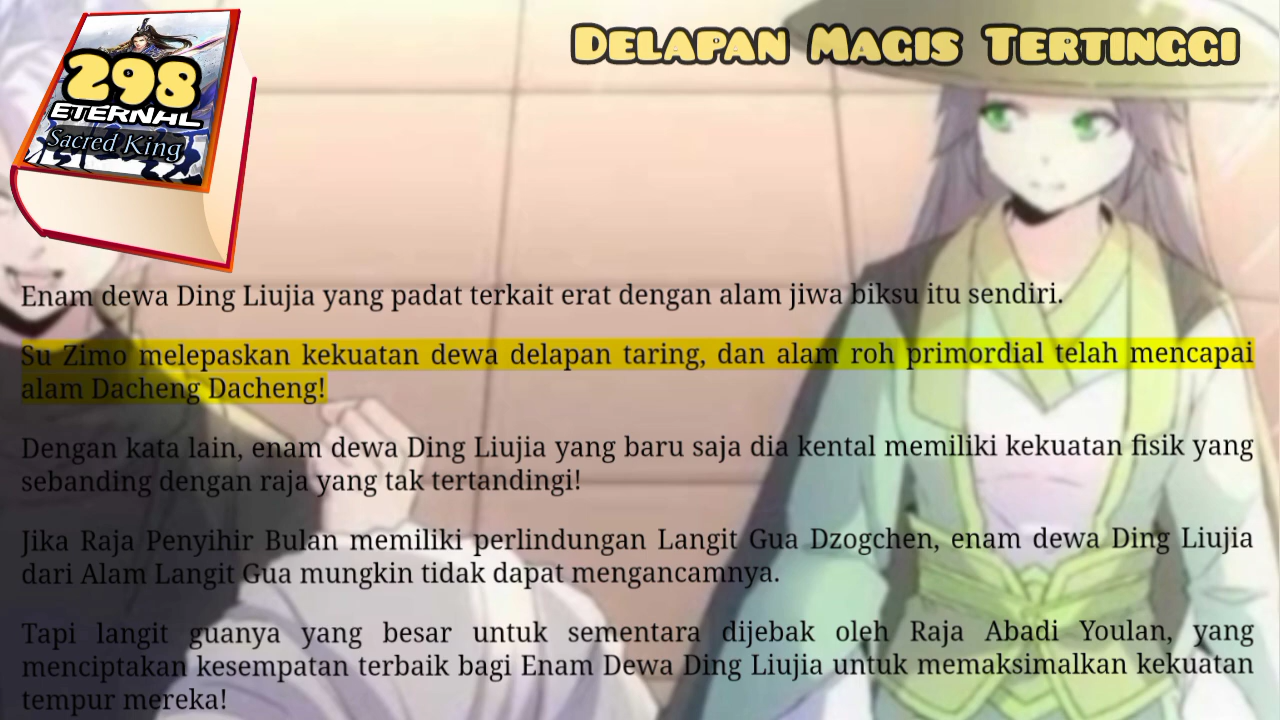 298
ETERNAL
Sacred King
Delapan Magis Tertinggi
Enam dewa Ding Liujia yang padat terkait erat dengan alam jiwa biksu itu sendiri.
Su Zimo melepaskan kekuatan dewa delapan taring, dan alam roh primordial telah mencapai
alam Dacheng Dacheng!
Dengan kata lain, enam dewa Ding Liujia yang baru saja dia kental memiliki kekuatan fisik yang
sebanding dengan raja yang tak tertandingi!
Jika Raja Penyihir Bulan memiliki perlindungan Langit Gua Dzogchen, enam dewa Ding Liujia
dari Alam Langit Gua mungkin tidak dapat mengancamnya.
Tapi langit guanya yang besar untuk sementara dijebak oleh Raja Abadi Youlan, yang
menciptakan kesempatan terbaik bagi Enam Dewa Ding Liujia untuk memaksimalkan kekuatan
tempur mereka!